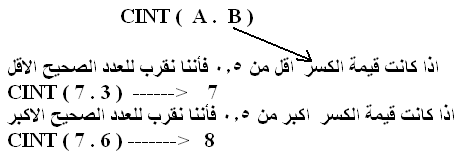 CINT ( A . B )
اذا كانت قيمة الكسر اقل من ٠,٥ فأننا نقرب للعدد الصحيح الاقل
CINT ( 7 . 3 ) ------> 7
اذا كانت قيمة الكسر اكبر من ٠,٥ فأننا نقرب للعدد الصحيح الاكبر
CINT ( 7 . 6 ) -------> 8